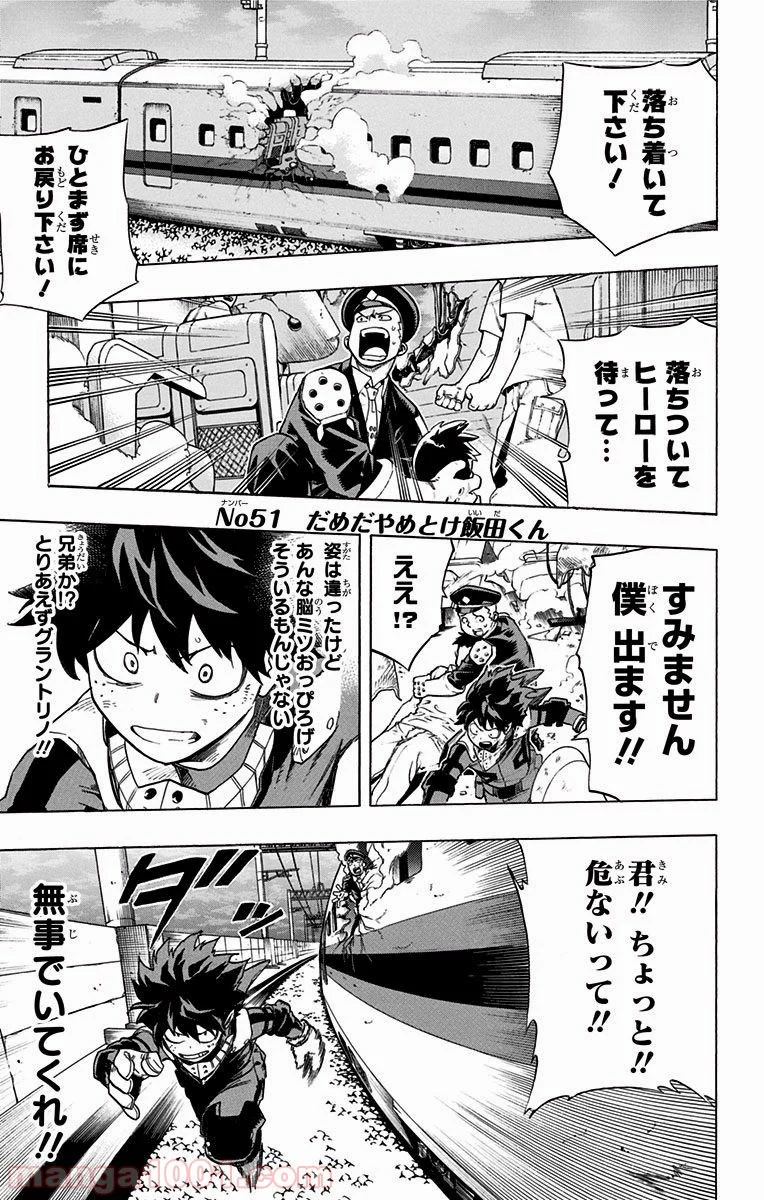 落ち着いて
下さい！
ひとまず席に
お戻り下さい！
落ちついて
ヒーローを
待って…
No51 だめだやめとけ飯田くん
すみません
僕 出ます!!
ええ!?
姿は違ったけど
あんな脳ミソおっぴろげ
そういるもんじゃない
兄弟か!?
とりあえずグラントリノ!!
君!! ちょっと!!
危ないって!!
ダッ
無事でいてくれ!!
manga1001.com